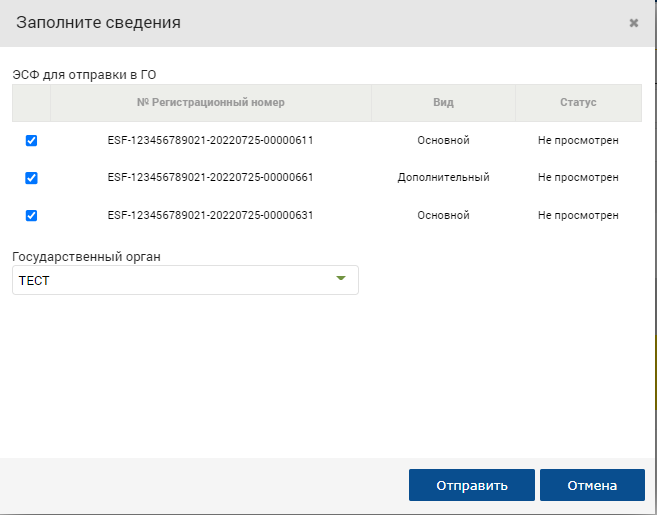 Заполните сведения
ЭСФ для отправки в ГО
№ Регистрационный номер Вид Статус
ESF-123456789021-20220725-00000611 Основной Не просмотрен
ESF-123456789021-20220725-00000661 Дополнительный Не просмотрен
ESF-123456789021-20220725-00000631 Основной Не просмотрен
Государственный орган
ТЕСТ
Отправить Отмена